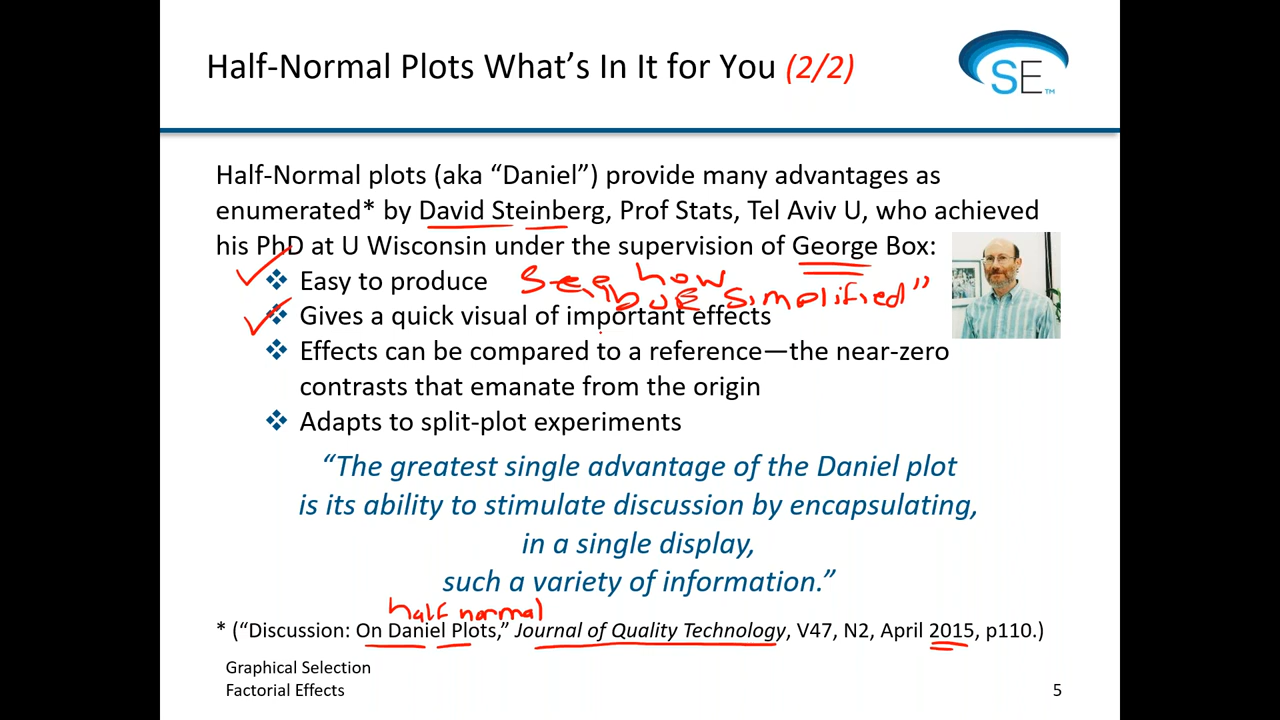 Half-Normal Plots What's In It for You (2/2)
SE™
Half-Normal plots (aka “Daniel”) provide many advantages as
enumerated* by David Steinberg, Prof Stats, Tel Aviv U, who achieved
his PhD at U Wisconsin under the supervision of George Box:
❖ Easy to produce
See how
simplified”
❖ Gives a quick visual of important effects
❖ Effects can be compared to a reference—the near-zero
contrasts that emanate from the origin
❖ Adapts to split-plot experiments
“The greatest single advantage of the Daniel plot
is its ability to stimulate discussion by encapsulating,
in a single display,
such a variety of information.”
half normal
* (“Discussion: On Daniel Plots,” Journal of Quality Technology, V47, N2, April 2015, p110.)
Graphical Selection
Factorial Effects
5